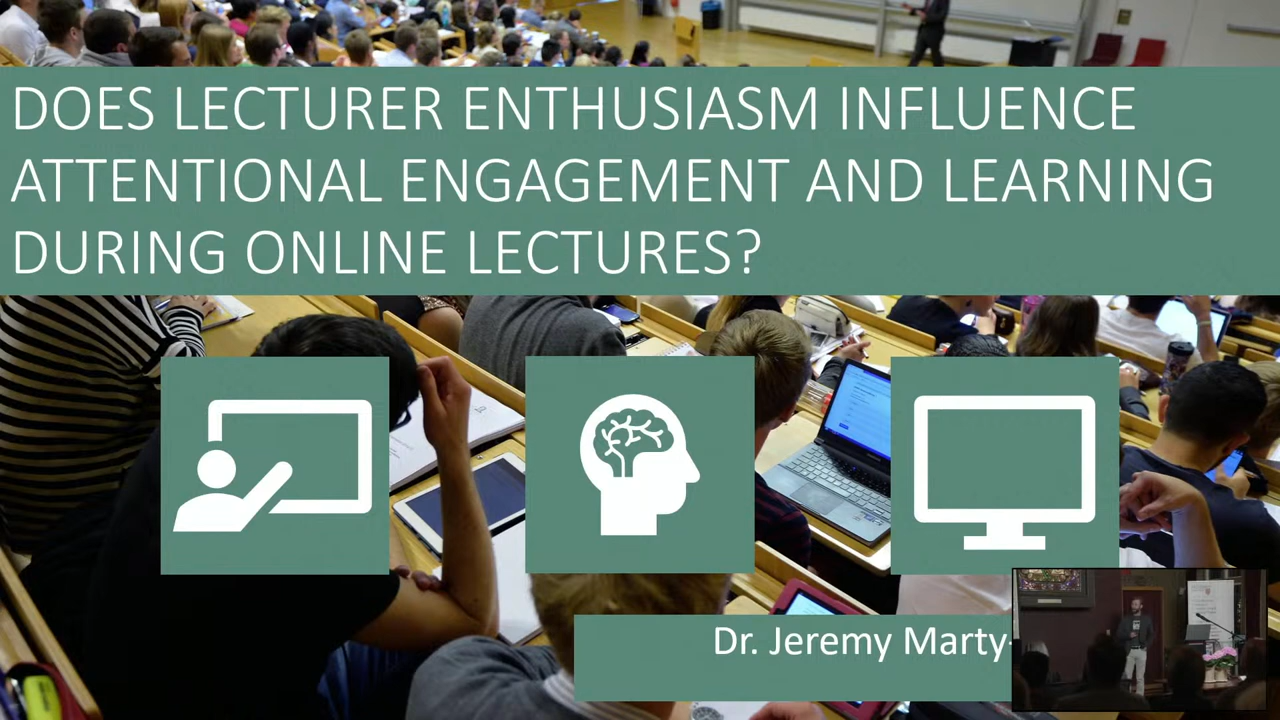 DOES LECTURER ENTHUSIASM INFLUENCE
ATTENTIONAL ENGAGEMENT AND LEARNING
DURING ONLINE LECTURES?
Dr. Jeremy Marty-